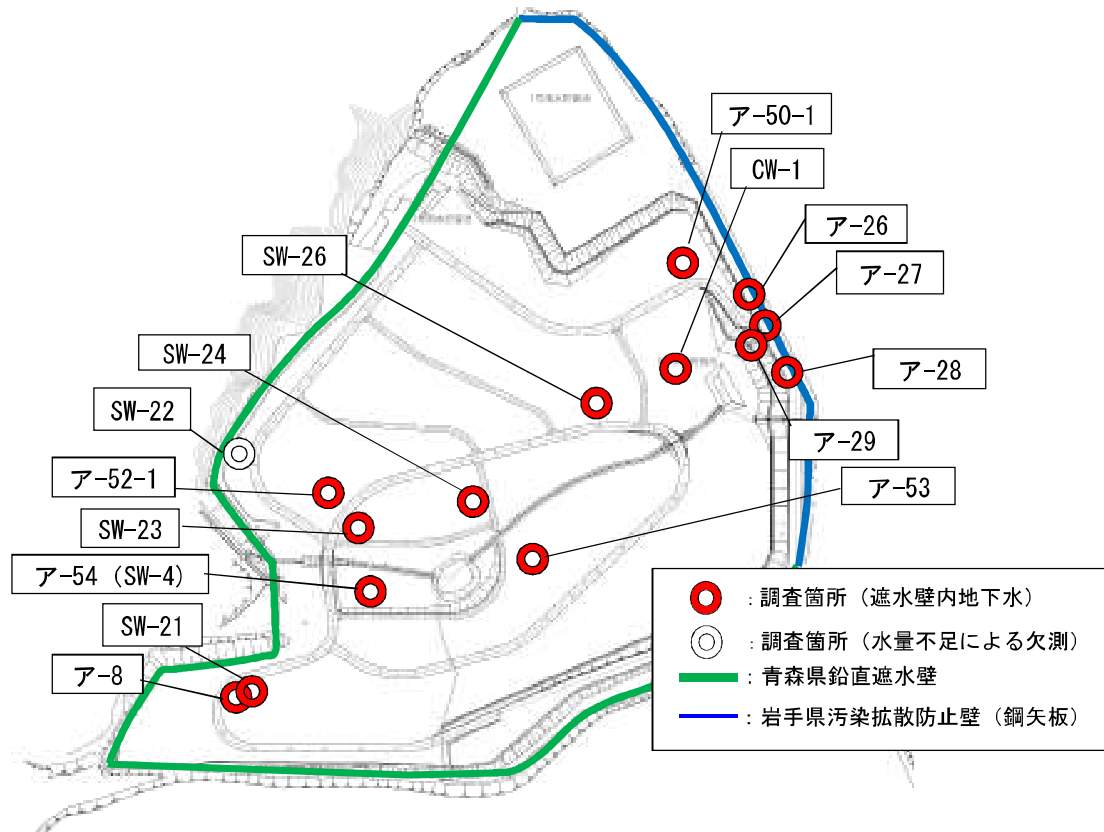 ア-50-1
CW-1
ア-26
SW-26
ア-27
SW-24
ア-28
SW-22
ア-29
ア-52-1
ア-53
SW-23
ア-54（SW-4）
SW-21
ア-8
：調査箇所（遮水壁内地下水）
：調査箇所（水量不足による欠測）
：青森県鉛直遮水壁
：岩手県汚染拡散防止壁（鋼矢板）